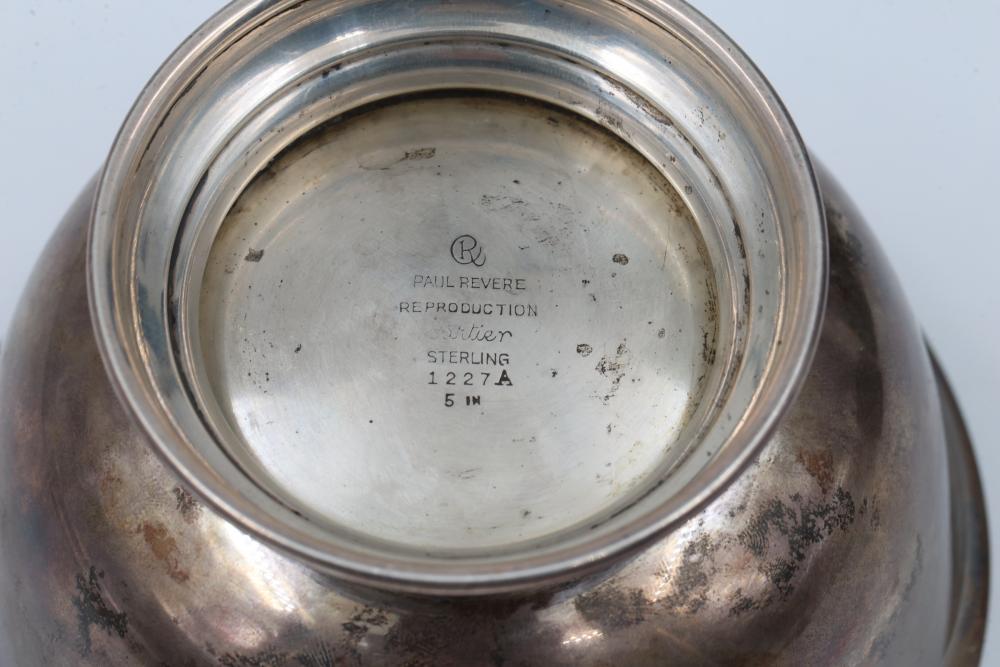 R
PAUL REVERE
REPRODUCTION
Cartier
STERLING
1227A
5 IN